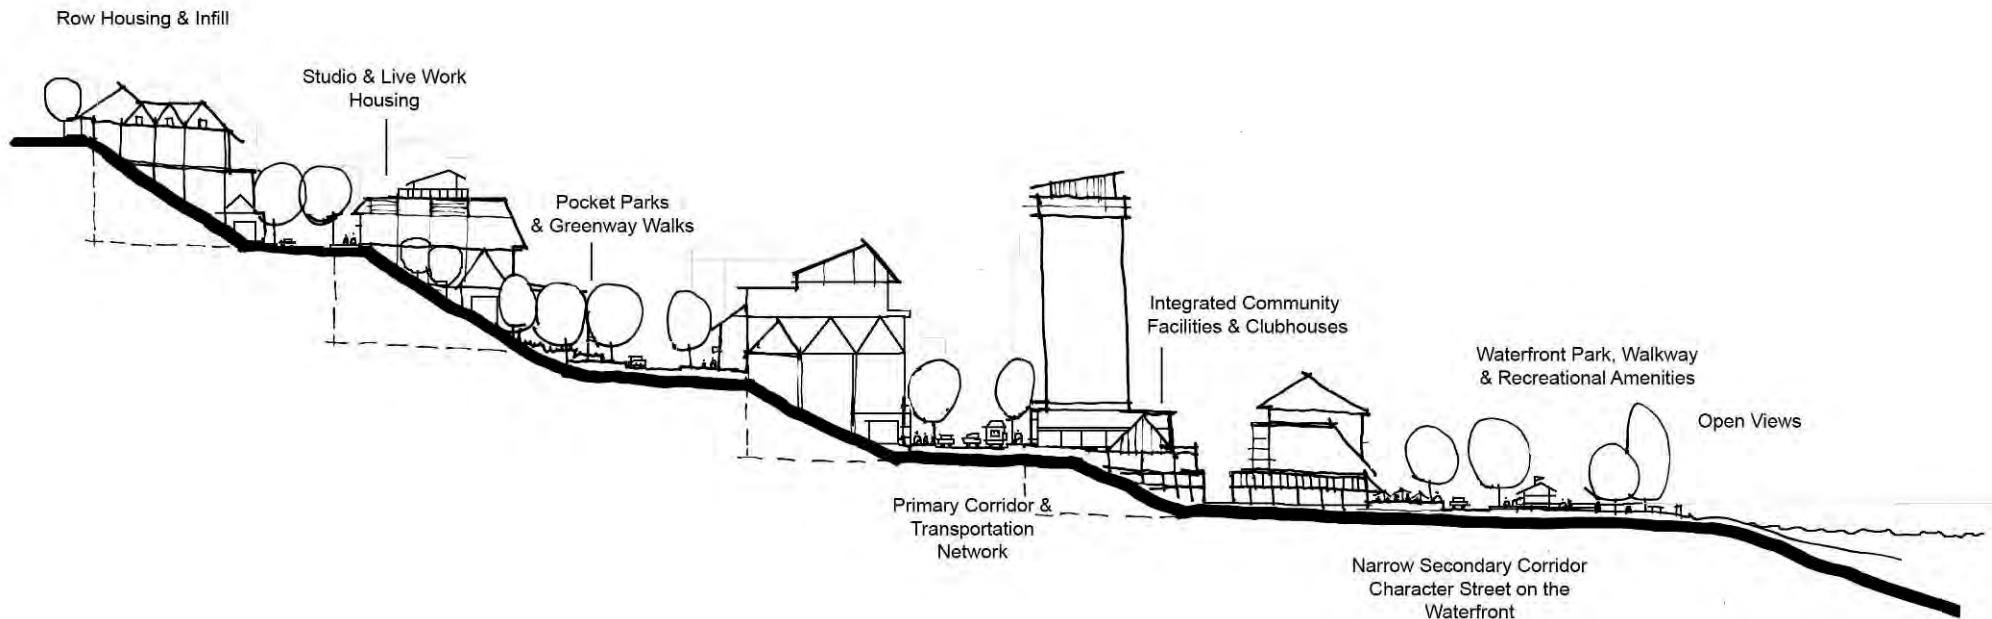 Row Housing & Infill
Studio & Live Work
Housing
Pocket Parks
& Greenway Walks
Integrated Community
Facilities & Clubhouses
Waterfront Park, Walkway
& Recreational Amenities
Open Views
Primary Corridor &
Transportation
Network
Narrow Secondary Corridor
Character Street on the
Waterfront